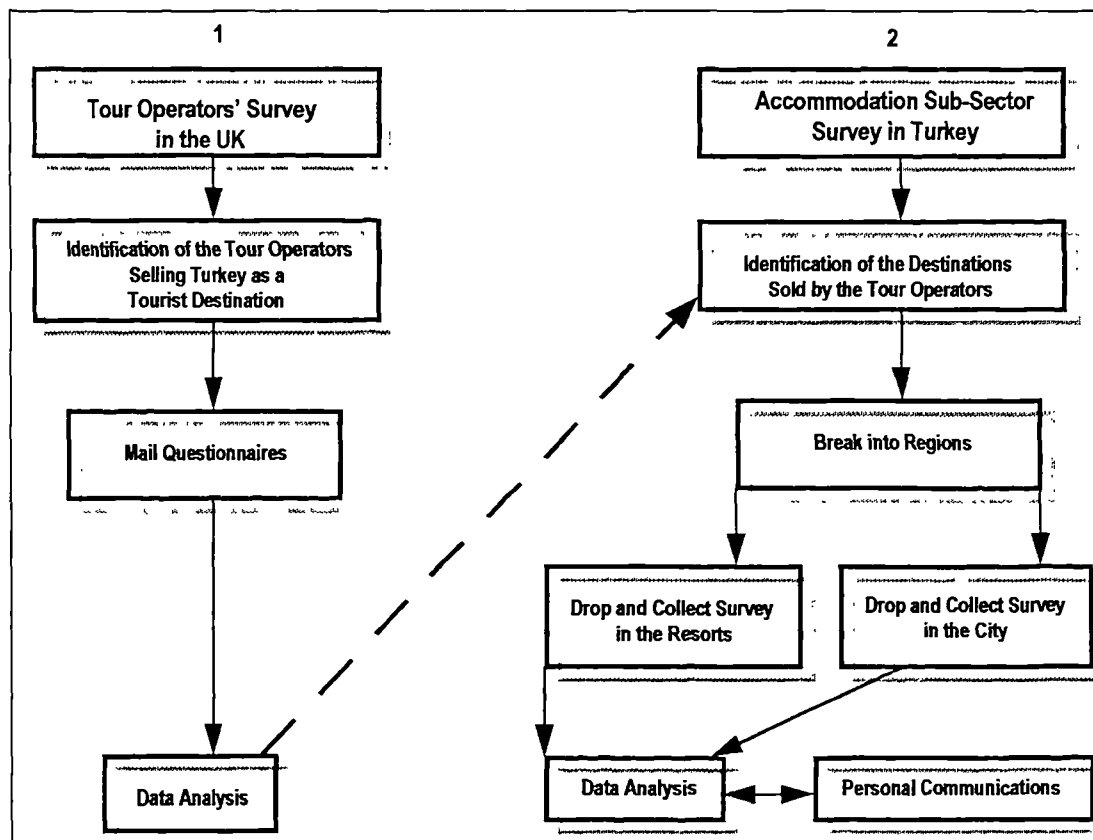 1
Tour Operators' Survey
in the UK
Identification of the Tour Operators
Selling Turkey as a
Tourist Destination
Mail Questionnaires
Data Analysis
2
Accommodation Sub-Sector
Survey in Turkey
Identification of the Destinations
Sold by the Tour Operators
Break into Regions
Drop and Collect Survey
in the Resorts
Drop and Collect Survey
in the City
Data Analysis
Personal Communications